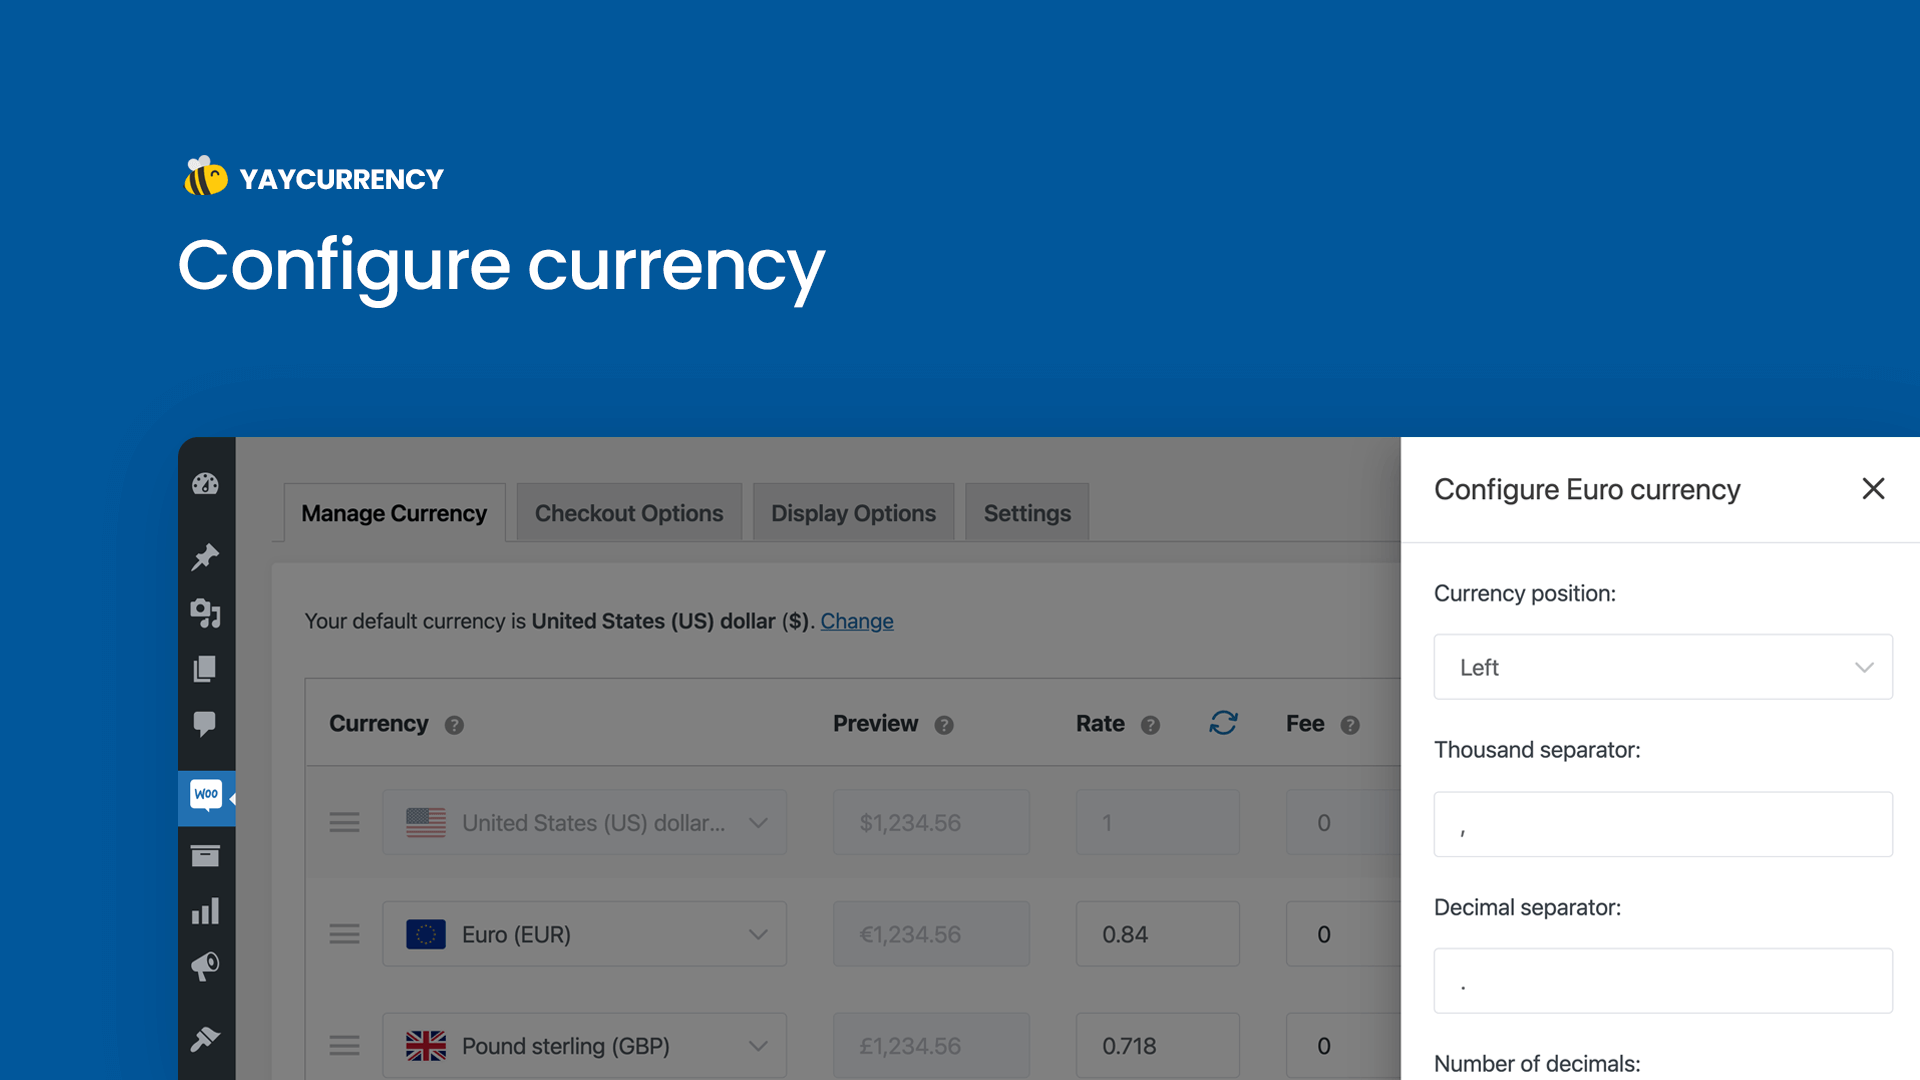 YAYCURRENCY
Configure currency
Manage Currency
Checkout Options
Display Options
Settings
Your default currency is United States (US) dollar ($). Change
Currency ?
Preview ?
Rate ?
Fee ?
Woo
United States (US) dollar...
$1,234.56
1
0
Euro (EUR)
€1,234.56
0.84
0
Pound sterling (GBP)
£1,234.56
0.718
0
Configure Euro currency
Currency position:
Left
Thousand separator:
,
Decimal separator:
.
Number of decimals: